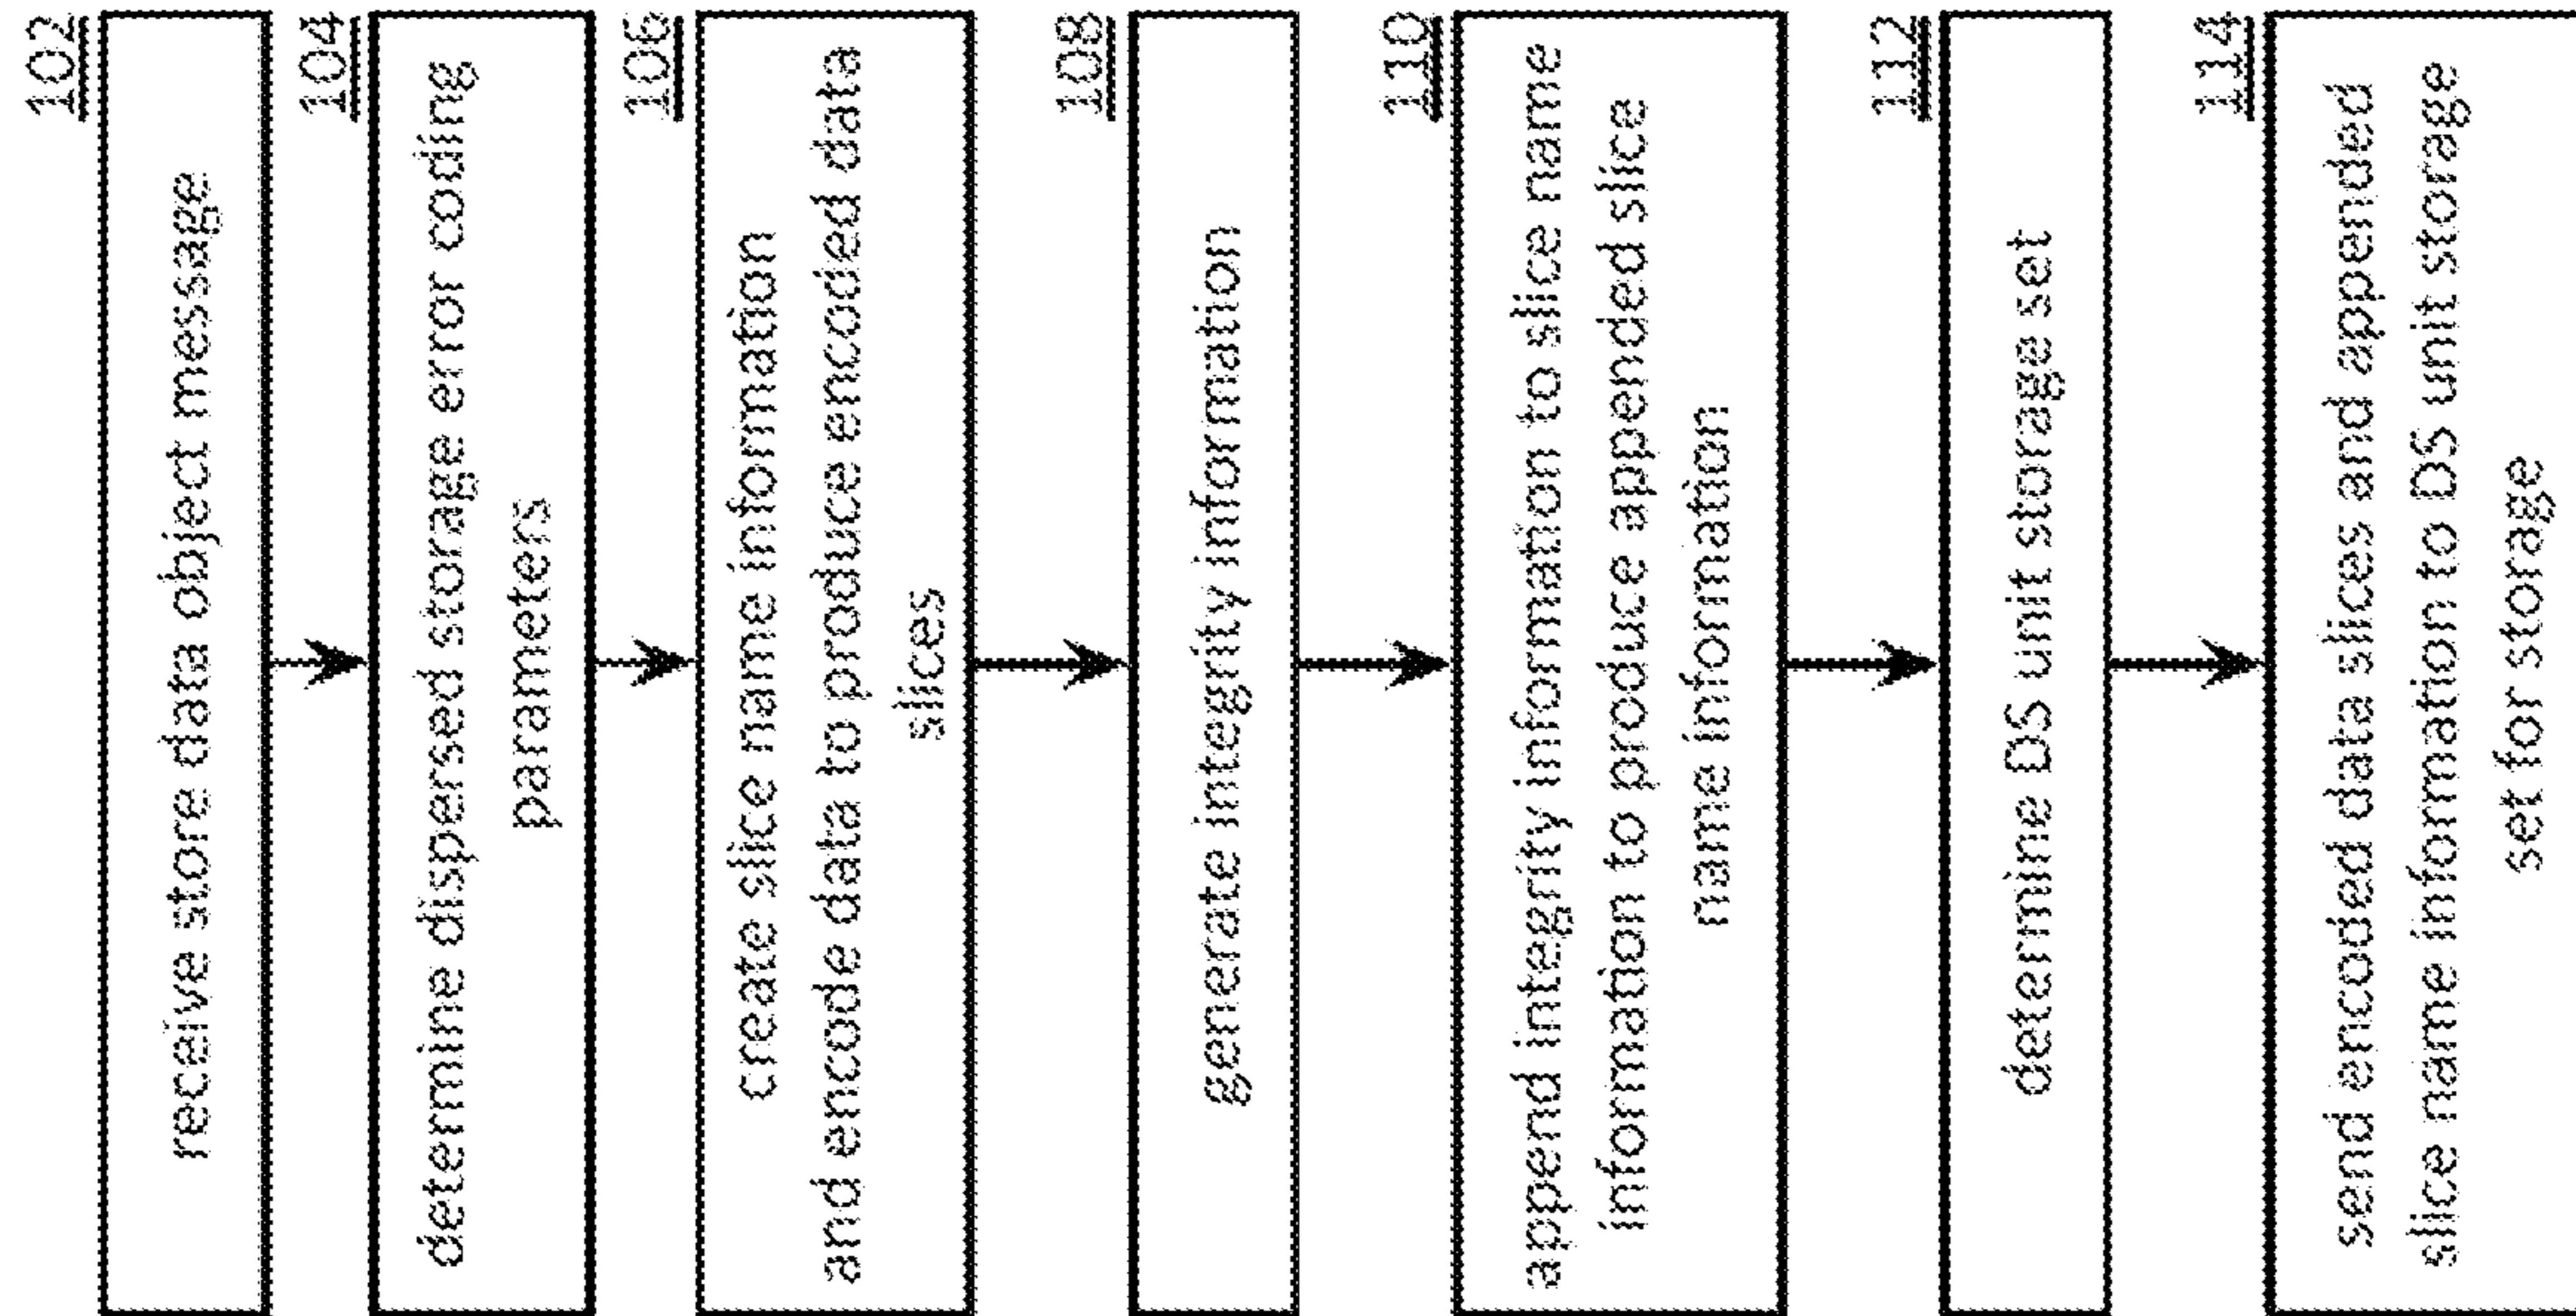 102
receive store data object message
104
determine dispersed storage error coding
parameters
106
create slice name information
and encode data to produce encoded data
slices
108
generate integrity information
110
append integrity information to slice name
information to produce appended slice
name information
112
determine DS unit storage set
114
send encoded data slices and appended
slice name information to DS unit storage
set for storage